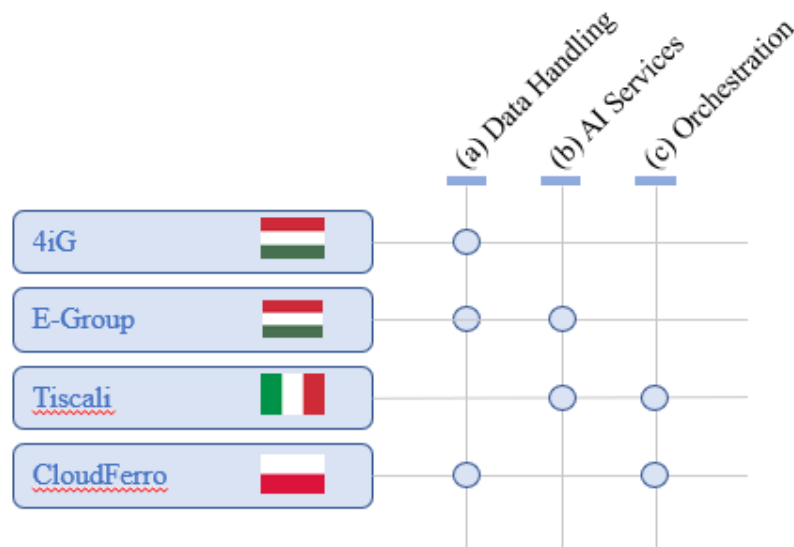 (a) Data Handling
(b) AI Services
(c) Orchestration
4iG
E-Group
Tiscali
CloudFerro